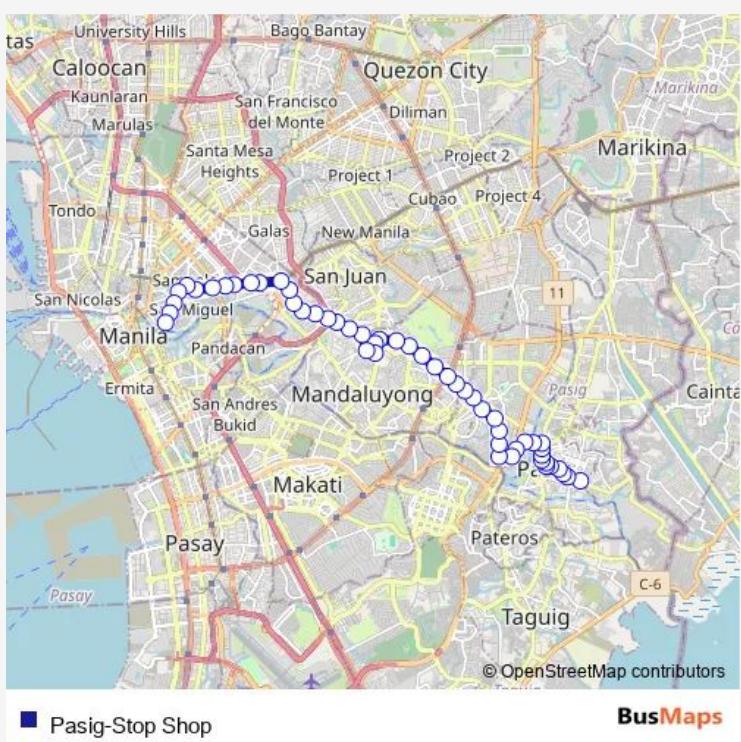 University Hills
Bago Bantay
tas
Caloocan
Quezon City
Kaunlaran
Marikina
San Francisco
del Monte
Diliman
Marulas
Santa Mesa
Heights
Project 2
Marikina
Project 1
Cubao
Project 4
Tondo
Galas
New Manila
San Juan
San Nicolas
11
Miguel
Manila
Pandacan
Ermita
Mandaluyong
Pasig
Cainta
San Andres
Bukid
Makati
Pasay
Pateros
C-6
Pasay
Taguig
© OpenStreetMap contributors
Pasig-Stop Shop
BusMaps